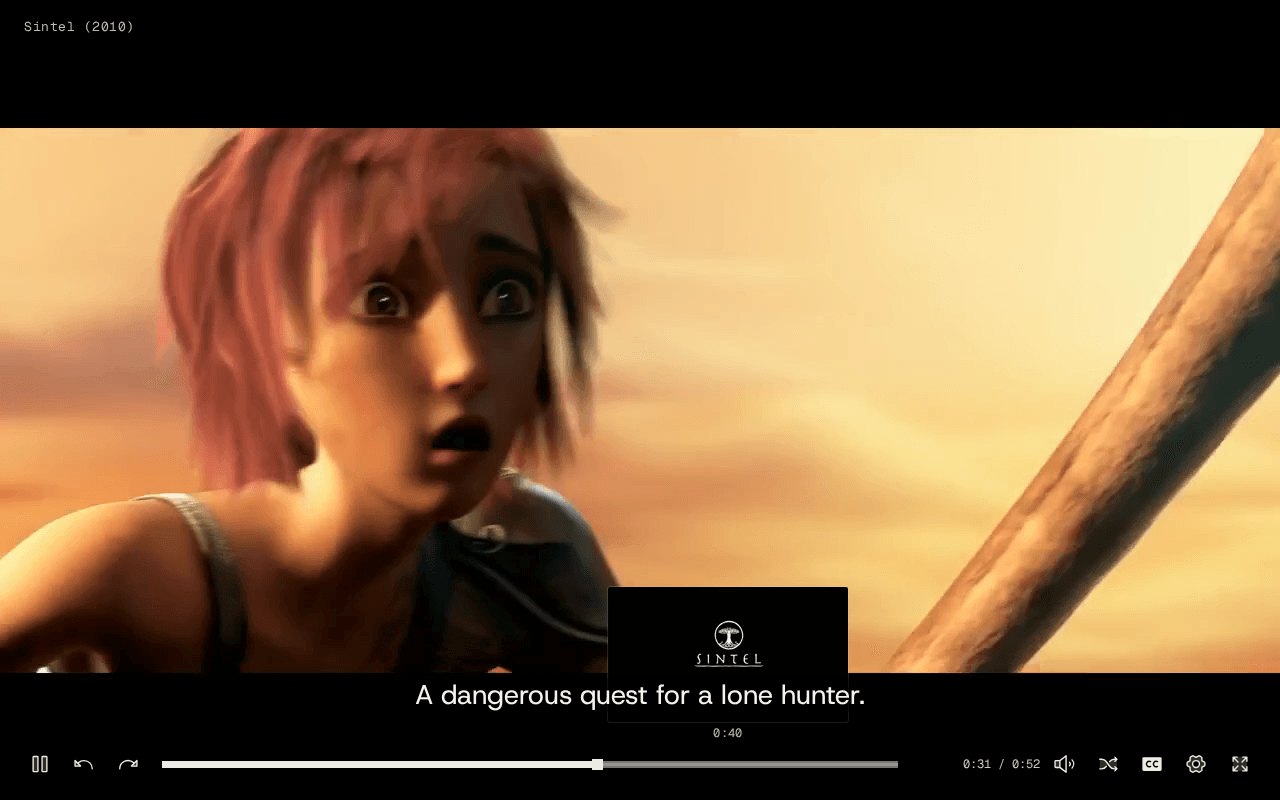 Sintel (2010)
SINTEL
A dangerous quest for a lone hunter.
0:40
0:31 / 0:52
CC